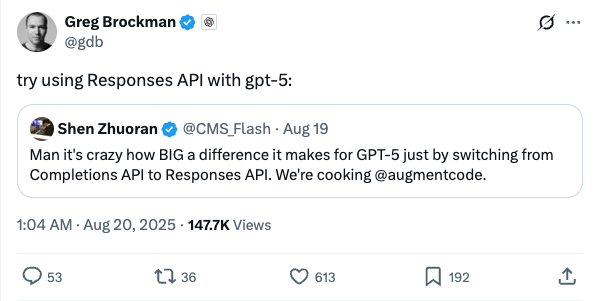 Greg Brockman
@gdb
try using Responses API with gpt-5:
Shen Zhuoran @CMS_Flash · Aug 19
Man it's crazy how BIG a difference it makes for GPT-5 just by switching from
Completions API to Responses API. We're cooking @augmentcode.
1:04 AM · Aug 20, 2025 · 147.7K Views
53 36 613 192